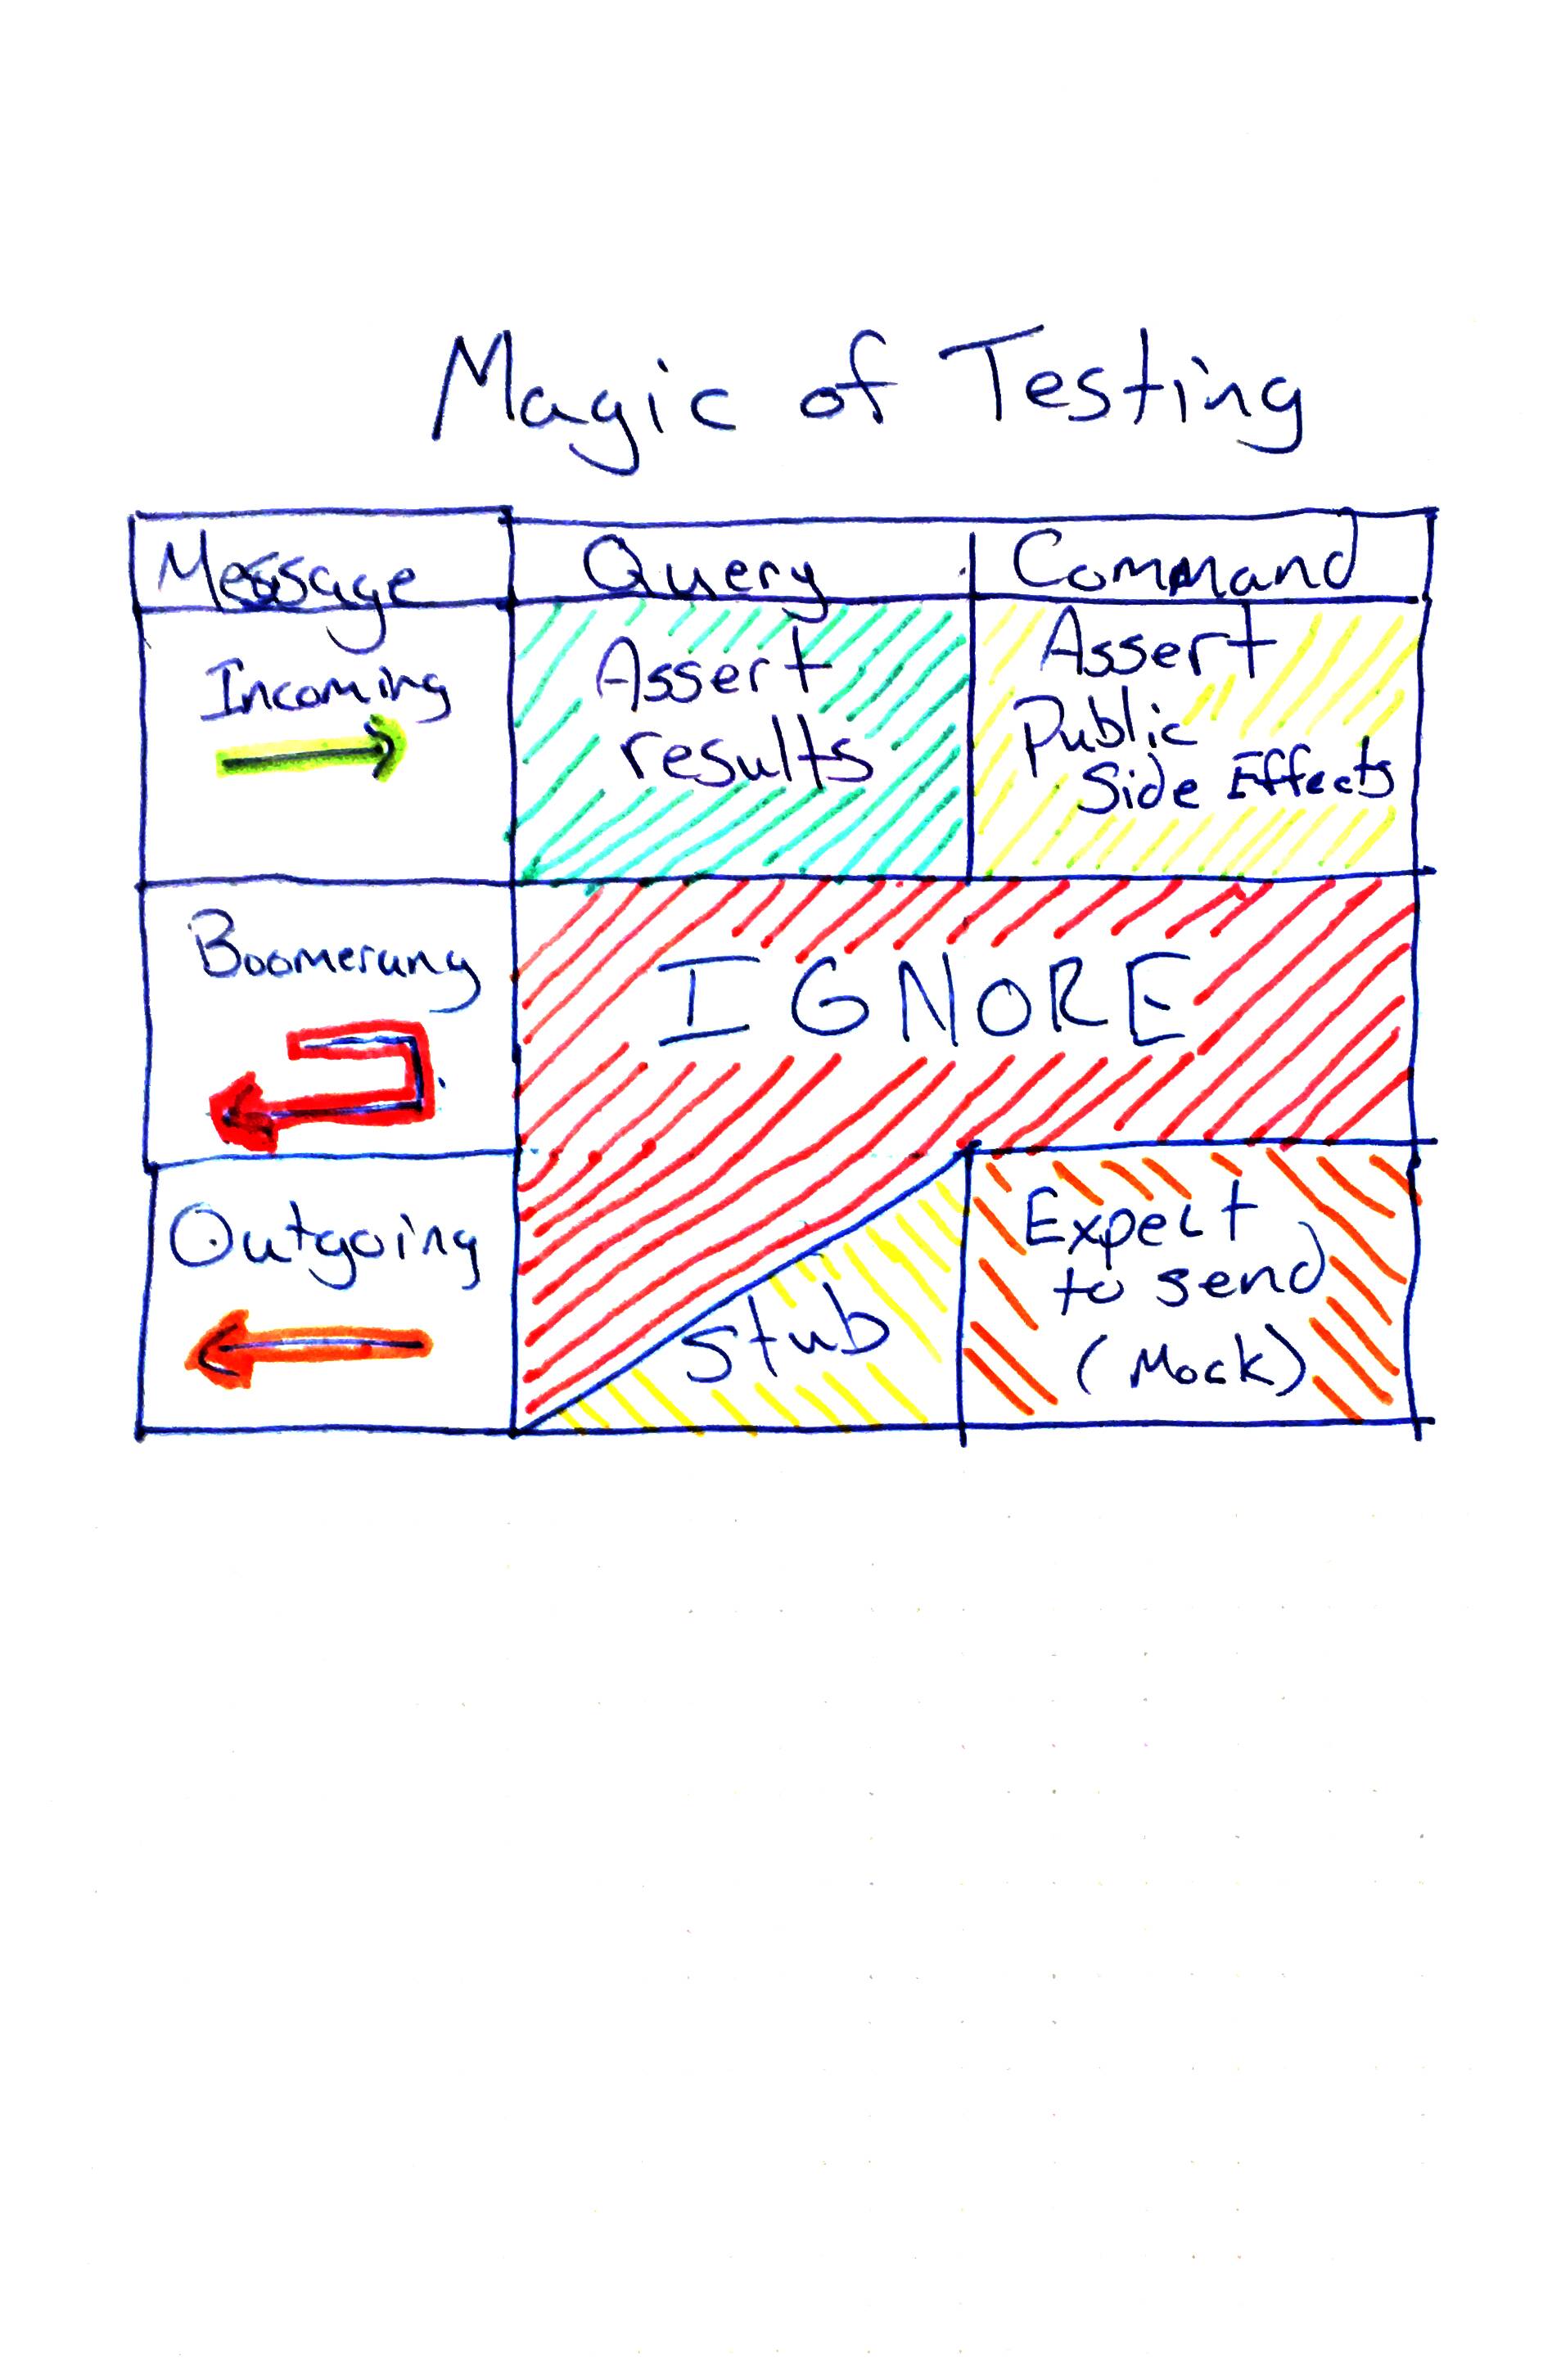 Magic of Testing
Message Query Command
Incoming
Assert
results
Assert
Public
Side Effects
Boomerang
IGNORE
Outgoing
Stub
Expect
to send
(Mock)